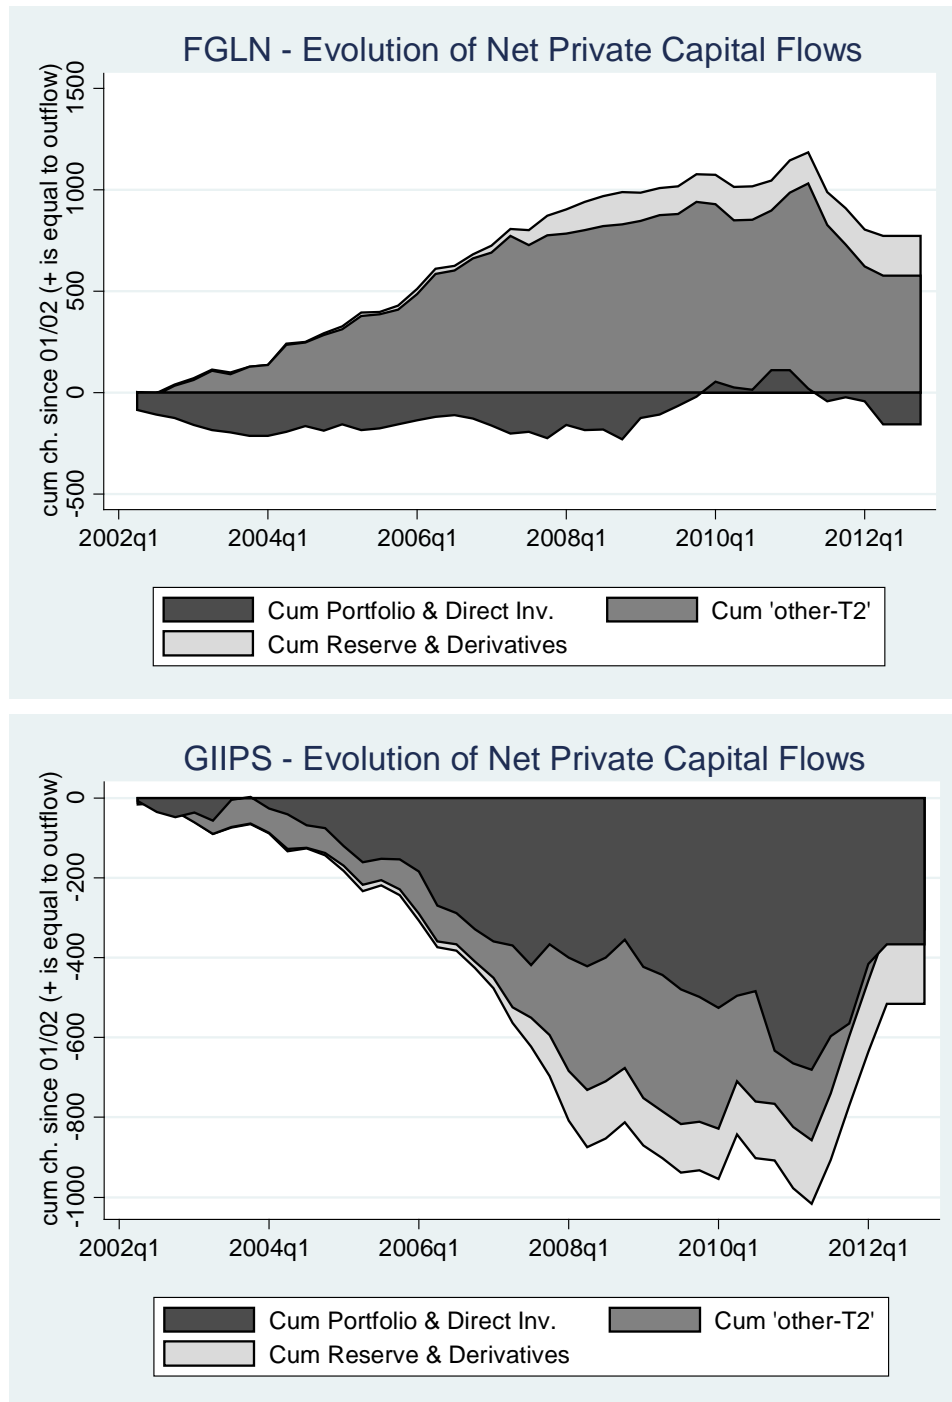 FGLN - Evolution of Net Private Capital Flows
cum ch. since 01/02 (+ is equal to outflow)
1500
1000
500
0
-500
2002q1 2004q1 2006q1 2008q1 2010q1 2012q1
Cum Portfolio & Direct Inv. Cum 'other-T2'
Cum Reserve & Derivatives
GIIPS - Evolution of Net Private Capital Flows
cum ch. since 01/02 (+ is equal to outflow)
0
-200
-400
-600
-800
-1000
2002q1 2004q1 2006q1 2008q1 2010q1 2012q1
Cum Portfolio & Direct Inv. Cum 'other-T2'
Cum Reserve & Derivatives